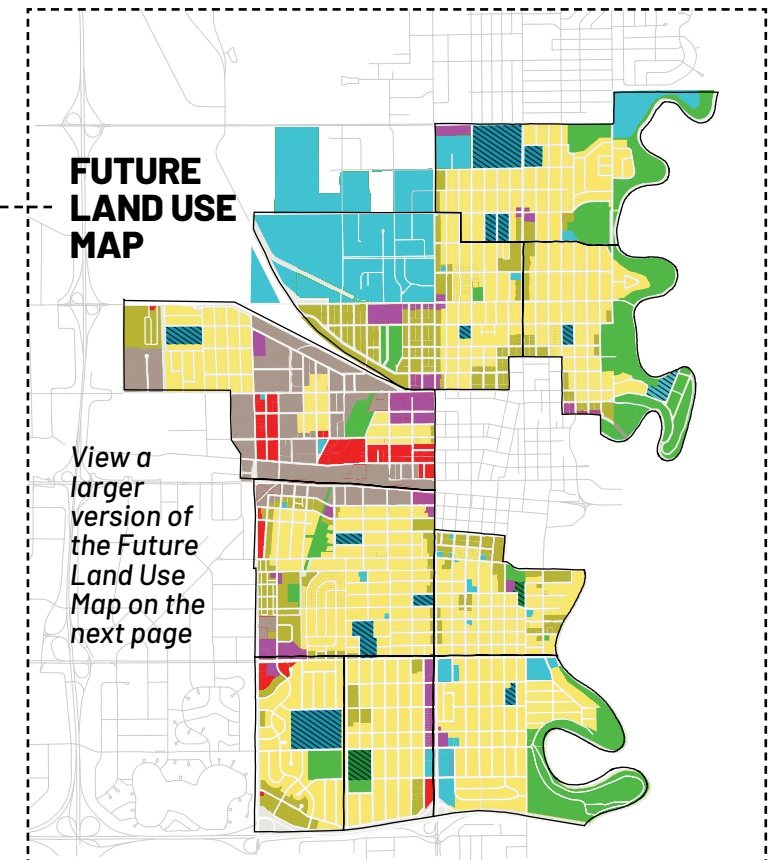 FUTURE
LAND USE
MAP
View a
larger
version of
the Future
Land Use
Map on the
next page